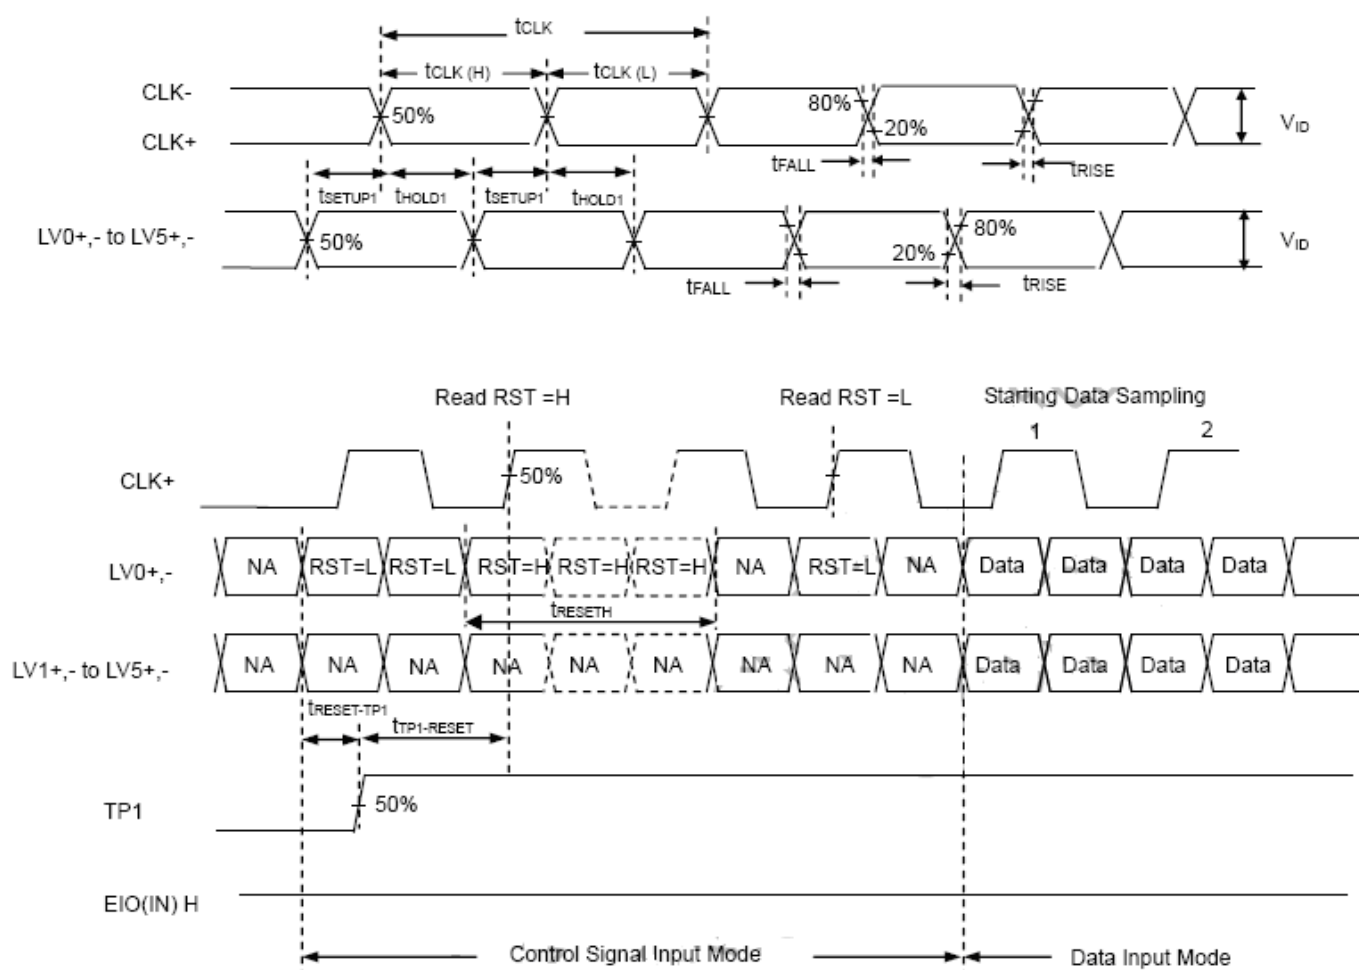 tCLK
tCLK (H) tCLK (L)
CLK- 80%
50% 20% VID
CLK+
tFALL tRISE
tSETUP1 tHOLD1 tSETUP1 tHOLD1
LV0+,- to LV5+,- 50% 80% VID
20%
tFALL tRISE
Read RST =H Read RST =L Starting Data Sampling
1 2
CLK+ 50%
LV0+,- NA RST=L RST=L RST=H RST=H RST=H NA RST=L NA Data Data Data Data
tRESETH
LV1+,- to LV5+,- NA NA NA NA NA NA NA NA NA Data Data Data Data
tRESET-TP1
tTP1-RESET
TP1 50%
EIO(IN) H
Control Signal Input Mode Data Input Mode